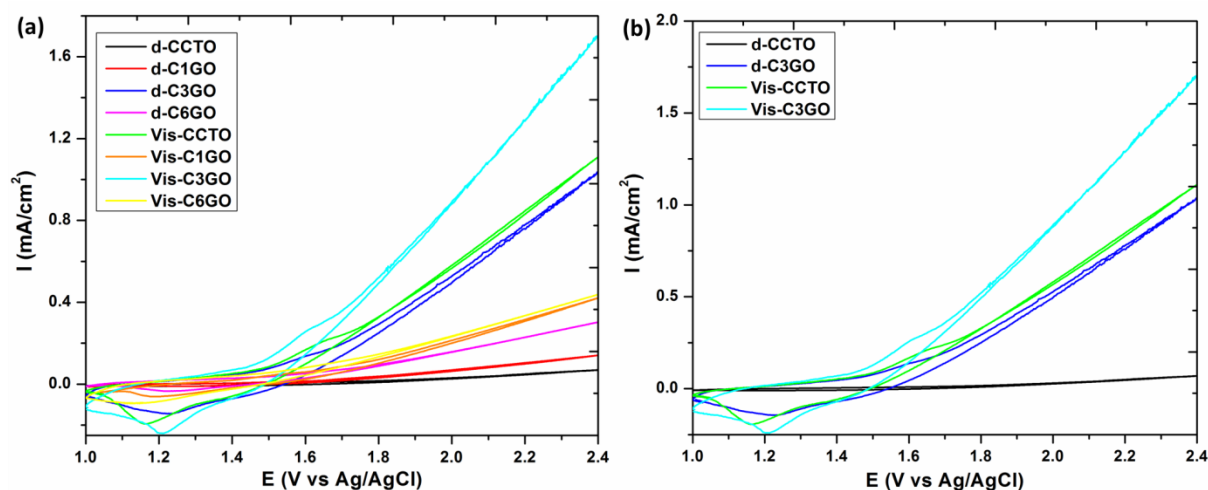 (a)
d-CCTO
d-C1GO
d-C3GO
d-C6GO
Vis-CCTO
Vis-C1GO
Vis-C3GO
Vis-C6GO
I (mA/cm²)
1.6
1.2
0.8
0.4
0.0
1.0 1.2 1.4 1.6 1.8 2.0 2.2 2.4
E (V vs Ag/AgCl)
(b)
d-CCTO
d-C3GO
Vis-CCTO
Vis-C3GO
I (mA/cm²)
2.0
1.5
1.0
0.5
0.0
1.0 1.2 1.4 1.6 1.8 2.0 2.2 2.4
E (V vs Ag/AgCl)